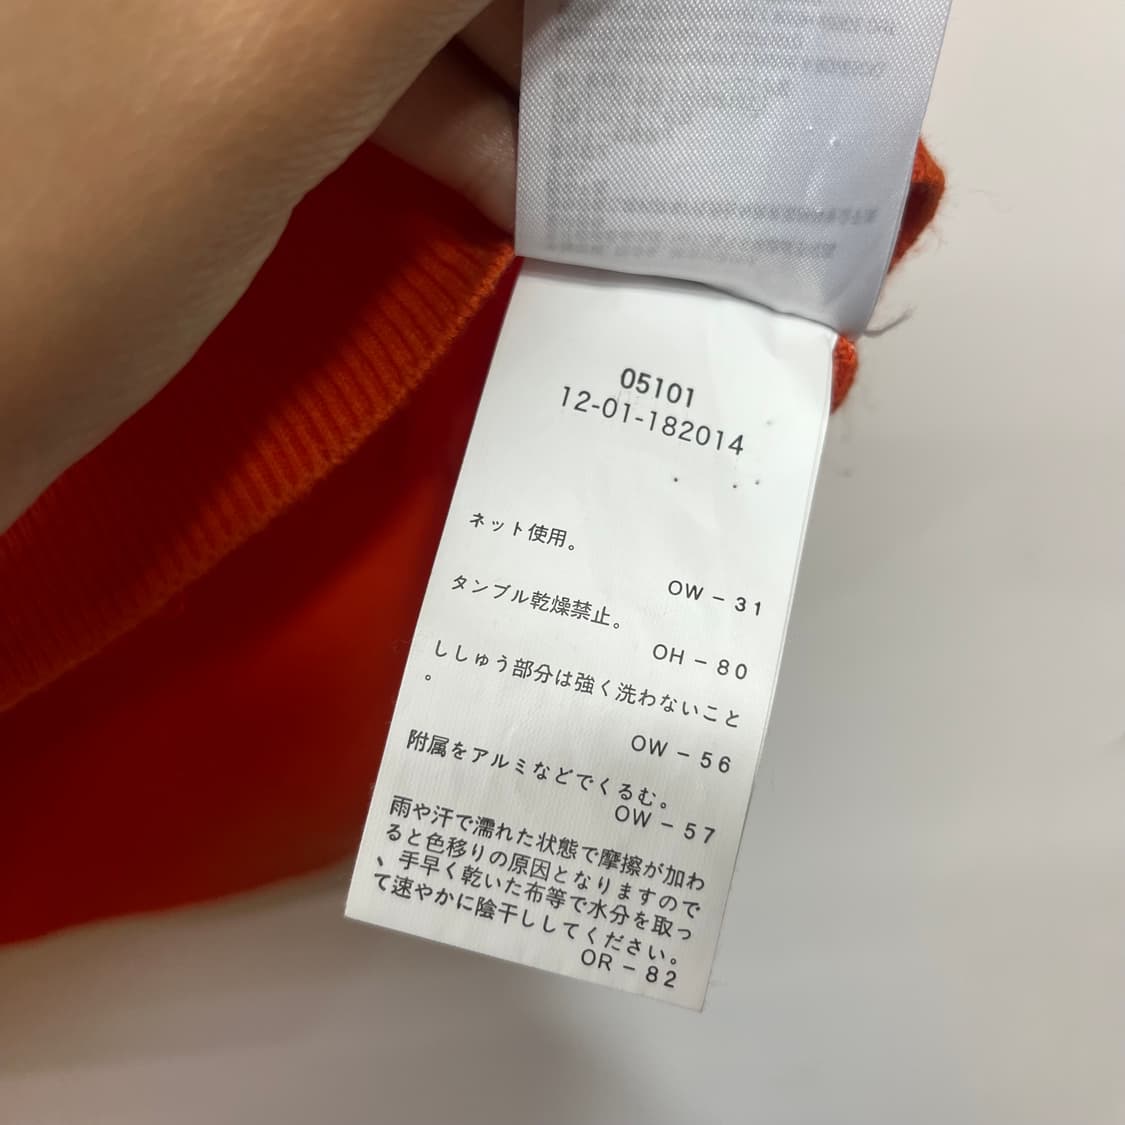 05101
12-01-182014
ネット使用。
OW－31
タンブル乾燥禁止。
OH－80
ししゅう部分は強く洗わないこと
。
OW－56
附属をアルミなどでくるむ。
OW－57
雨や汗で濡れた状態で摩擦が加わ
ると色移りの原因となりますので
、手早く乾いた布等で水分を取っ
て速やかに陰干ししてください。
OR－82